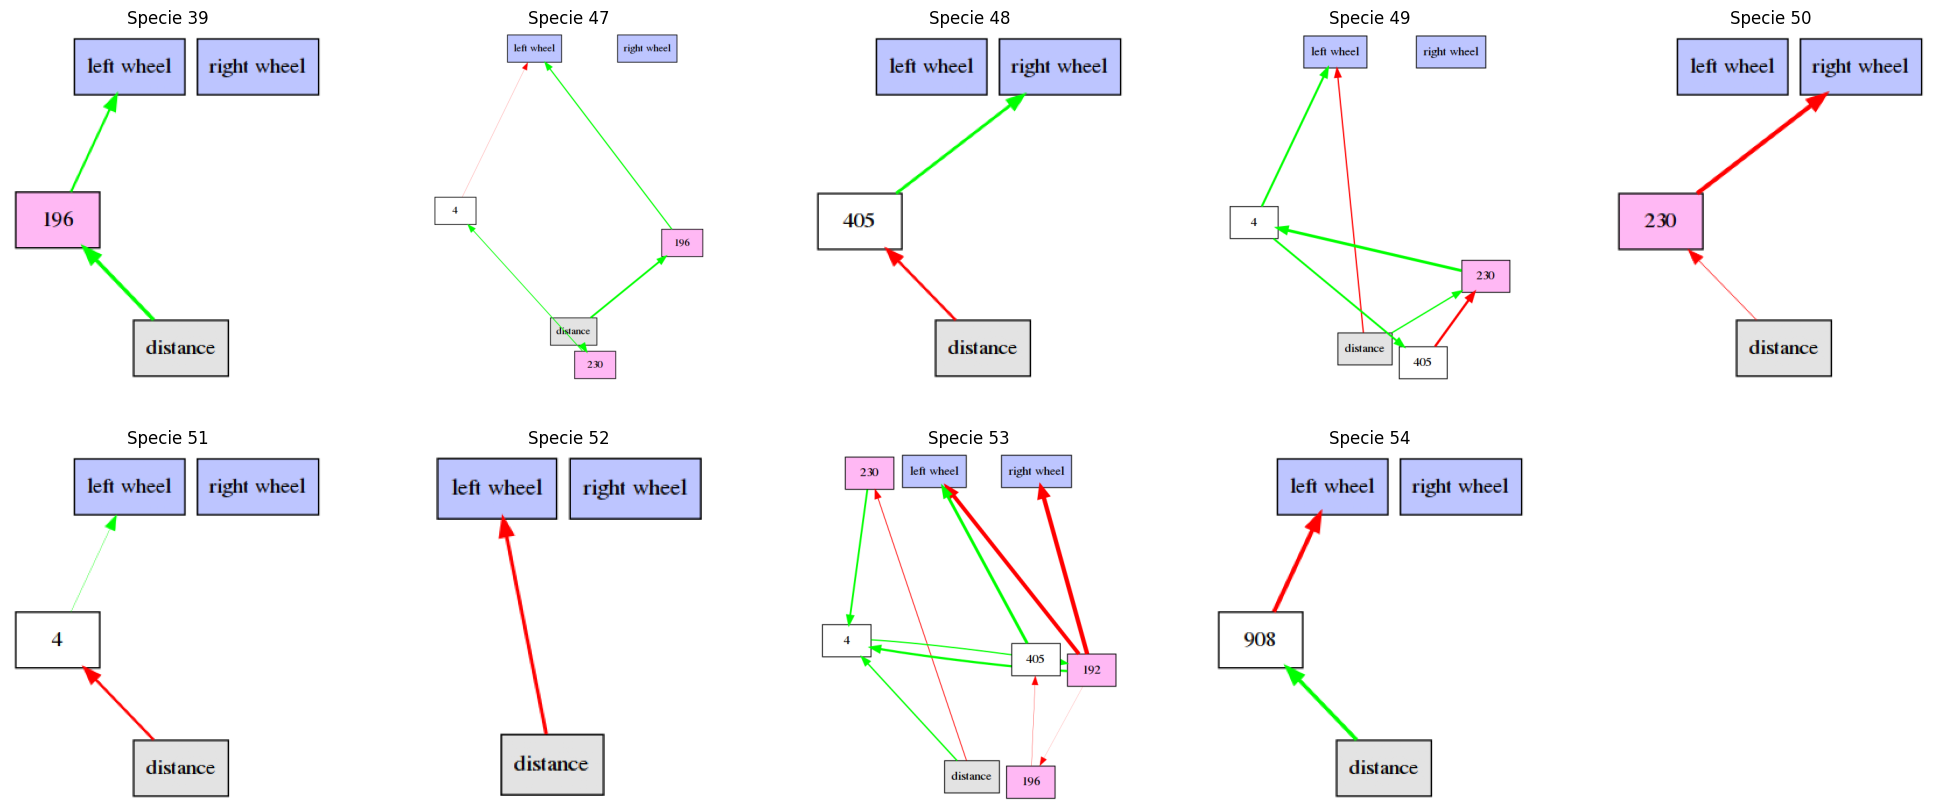 Specie 39
left wheel
right wheel
196
distance
Specie 47
left wheel
right wheel
4
196
distance
230
Specie 48
left wheel
right wheel
405
distance
Specie 49
left wheel
right wheel
4
230
distance
405
Specie 50
left wheel
right wheel
230
distance
Specie 51
left wheel
right wheel
4
distance
Specie 52
left wheel
right wheel
distance
Specie 53
230
left wheel
right wheel
4
405
192
distance
196
Specie 54
left wheel
right wheel
908
distance